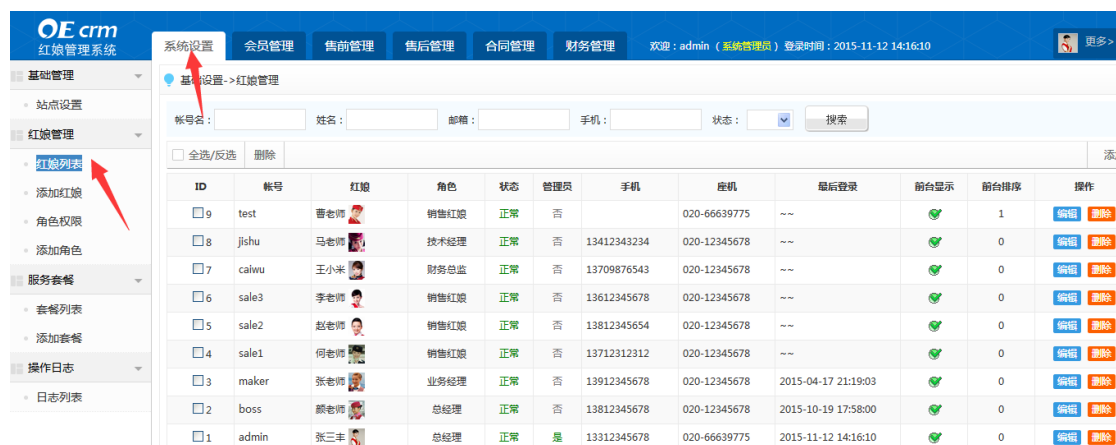 OE crm
红娘管理系统
系统设置 会员管理 售前管理 售后管理 合同管理 财务管理 欢迎：admin （系统管理员）登录时间：2015-11-12 14:16:10 更多>
基础管理
站点设置
红娘管理
红娘列表
添加红娘
角色权限
添加角色
服务套餐
套餐列表
添加套餐
操作日志
日志列表
基础设置->红娘管理
帐号名： 姓名： 邮箱： 手机： 状态： 搜索
全选/反选 删除 添
ID 帐号 红娘 角色 状态 管理员 手机 座机 最后登录 前台显示 前台排序 操作
9 test 曹老师 销售红娘 正常 否 020-66639775 ~~ 1 编辑 删除
8 jishu 马老师 技术经理 正常 否 13412343234 020-12345678 ~~ 0 编辑 删除
7 caiwu 王小米 财务总监 正常 否 13709876543 020-12345678 ~~ 0 编辑 删除
6 sale3 李老师 销售红娘 正常 否 13612345678 020-12345678 ~~ 0 编辑 删除
5 sale2 赵老师 销售红娘 正常 否 13812345654 020-12345678 ~~ 0 编辑 删除
4 sale1 何老师 销售红娘 正常 否 13712312312 020-12345678 ~~ 0 编辑 删除
3 maker 张老师 业务经理 正常 否 13912345678 020-12345678 2015-04-17 21:19:03 0 编辑 删除
2 boss 颜老师 总经理 正常 否 13812345678 020-12345678 2015-10-19 17:58:00 0 编辑 删除
1 admin 张三丰 总经理 正常 是 13312345678 020-66639775 2015-11-12 14:16:10 0 编辑 删除